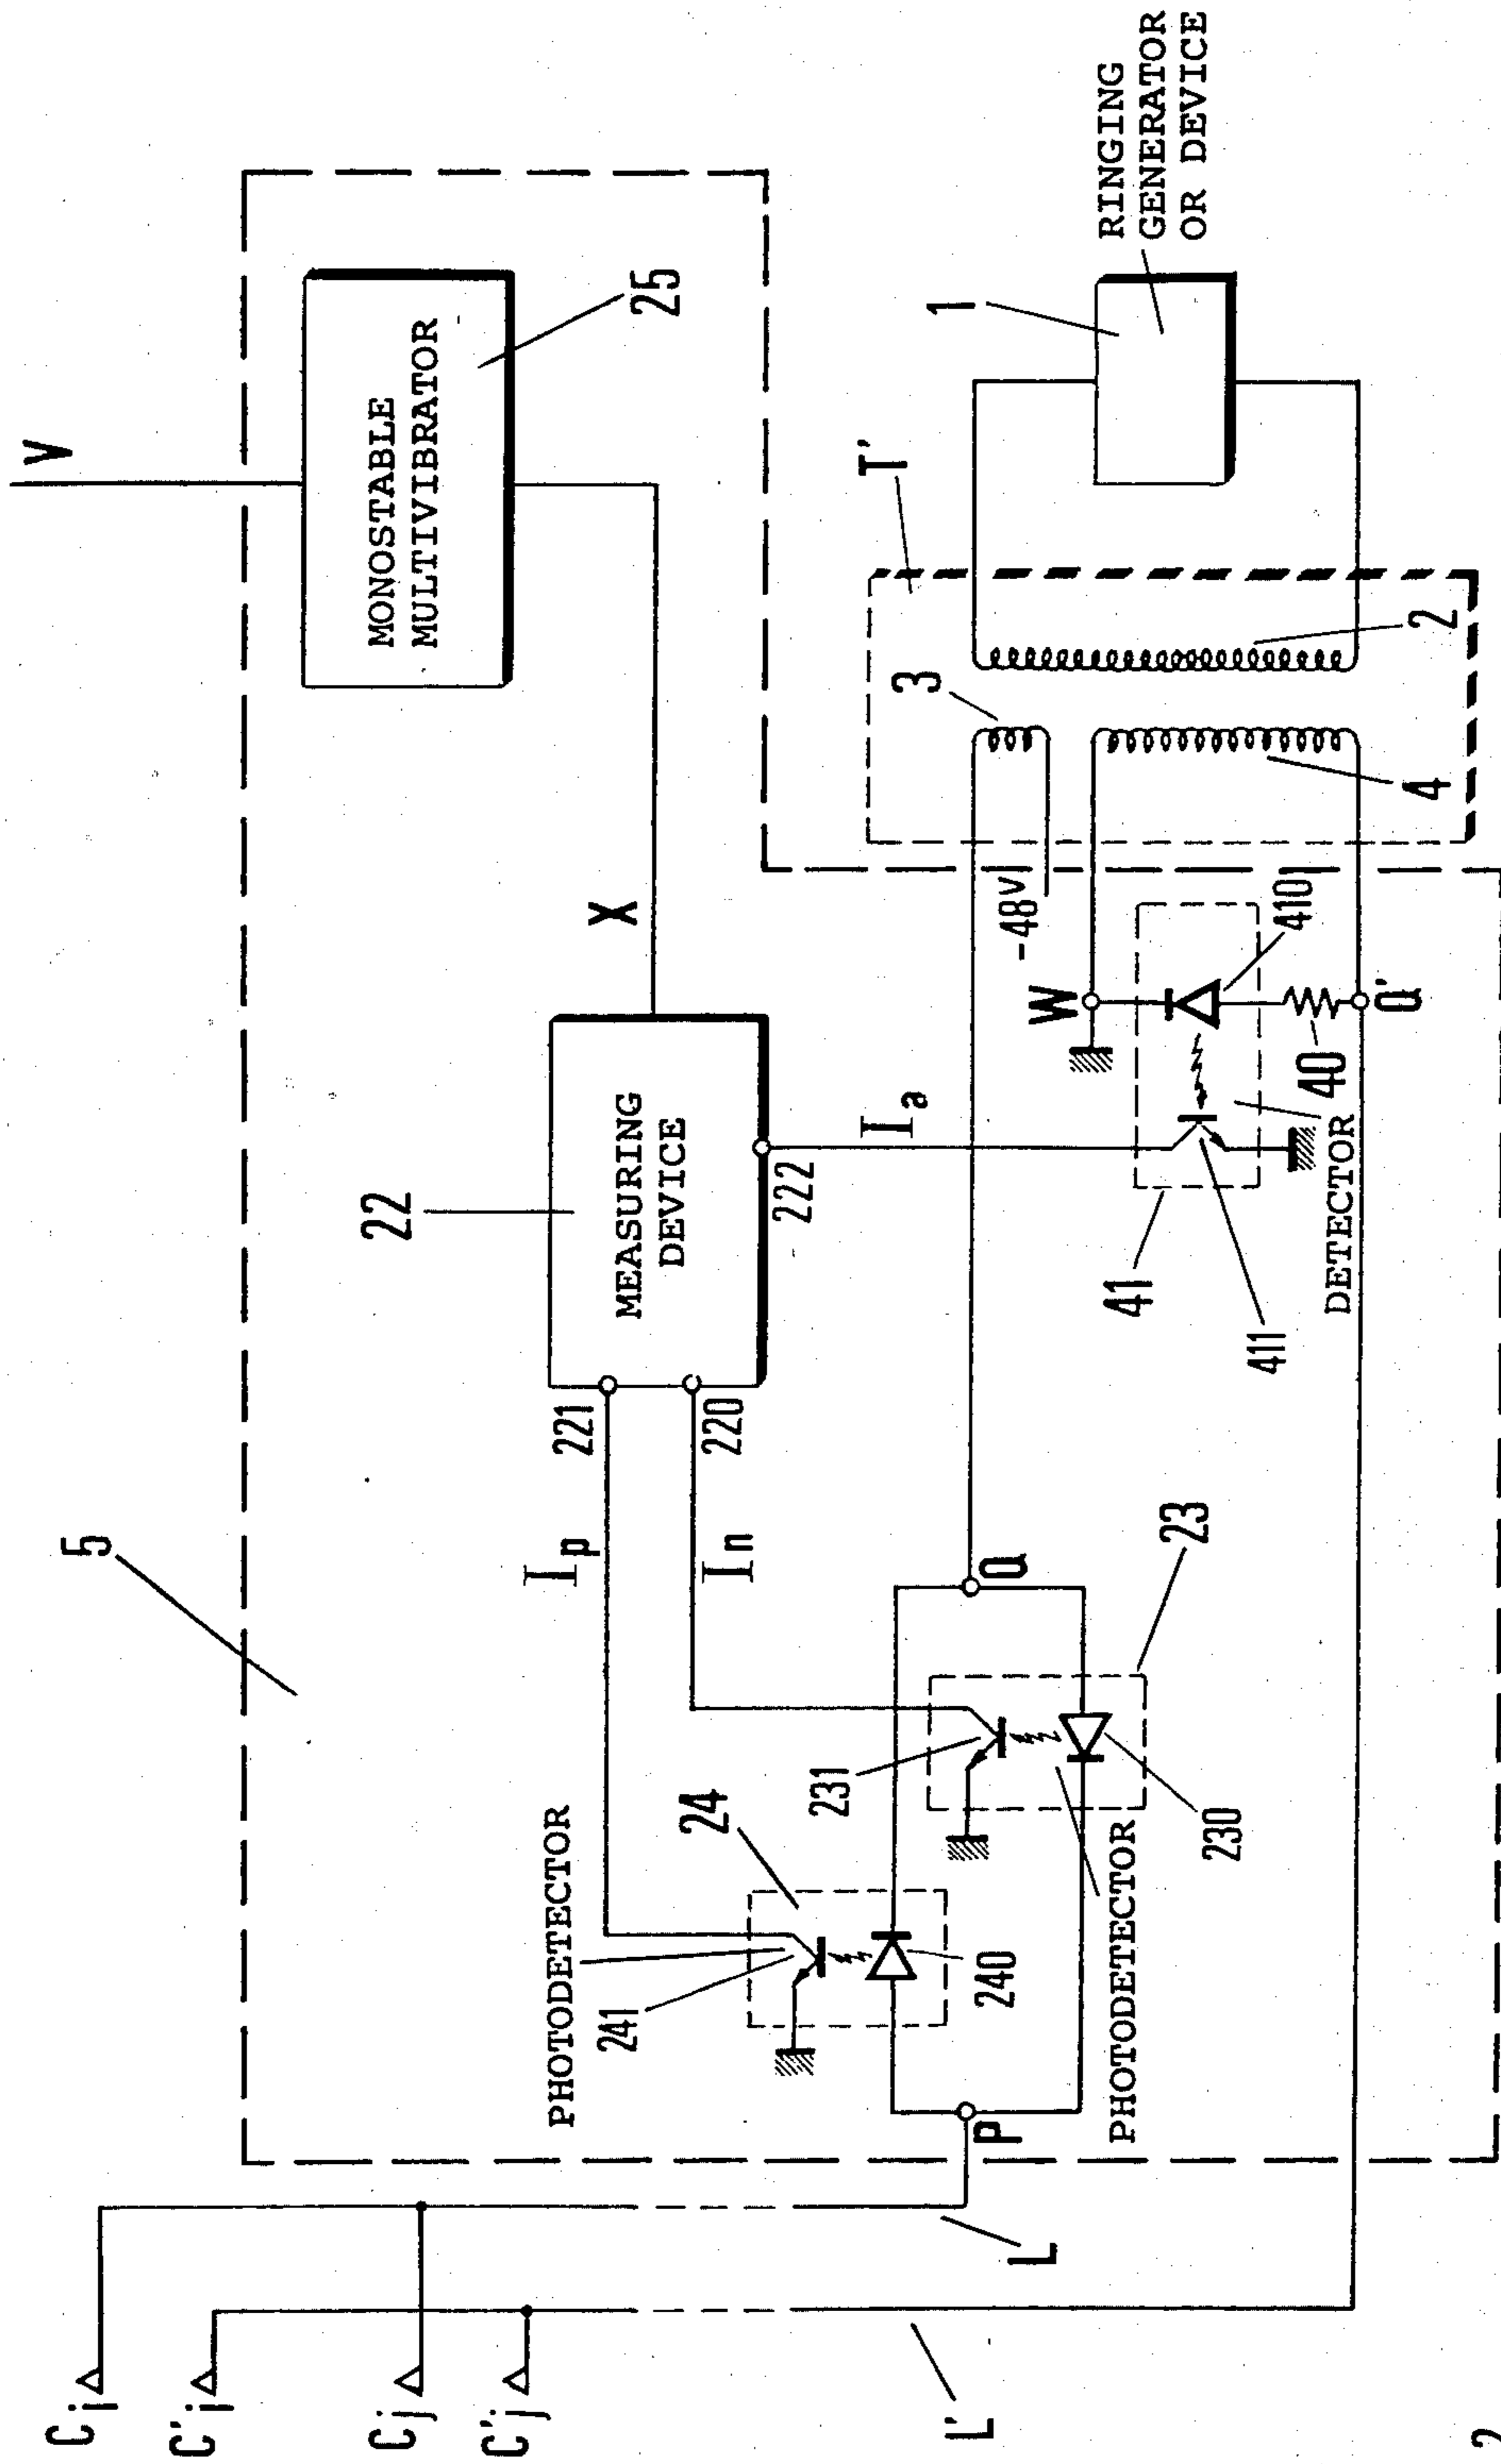 V
5
MONOSTABLE
MULTIVIBRATOR
25
X
22
MEASURING
DEVICE
221
220
222
I_p
I_n
I_a
1
RINGING
GENERATOR
OR DEVICE
T'
3
2
4
-48V
W
410
40
Q'
41
411
DETECTOR
Q
23
231
230
PHOTODETECTOR
24
PHOTODETECTOR
241
240
P
L
L'
C_i
C'_i
C_j
C'_j